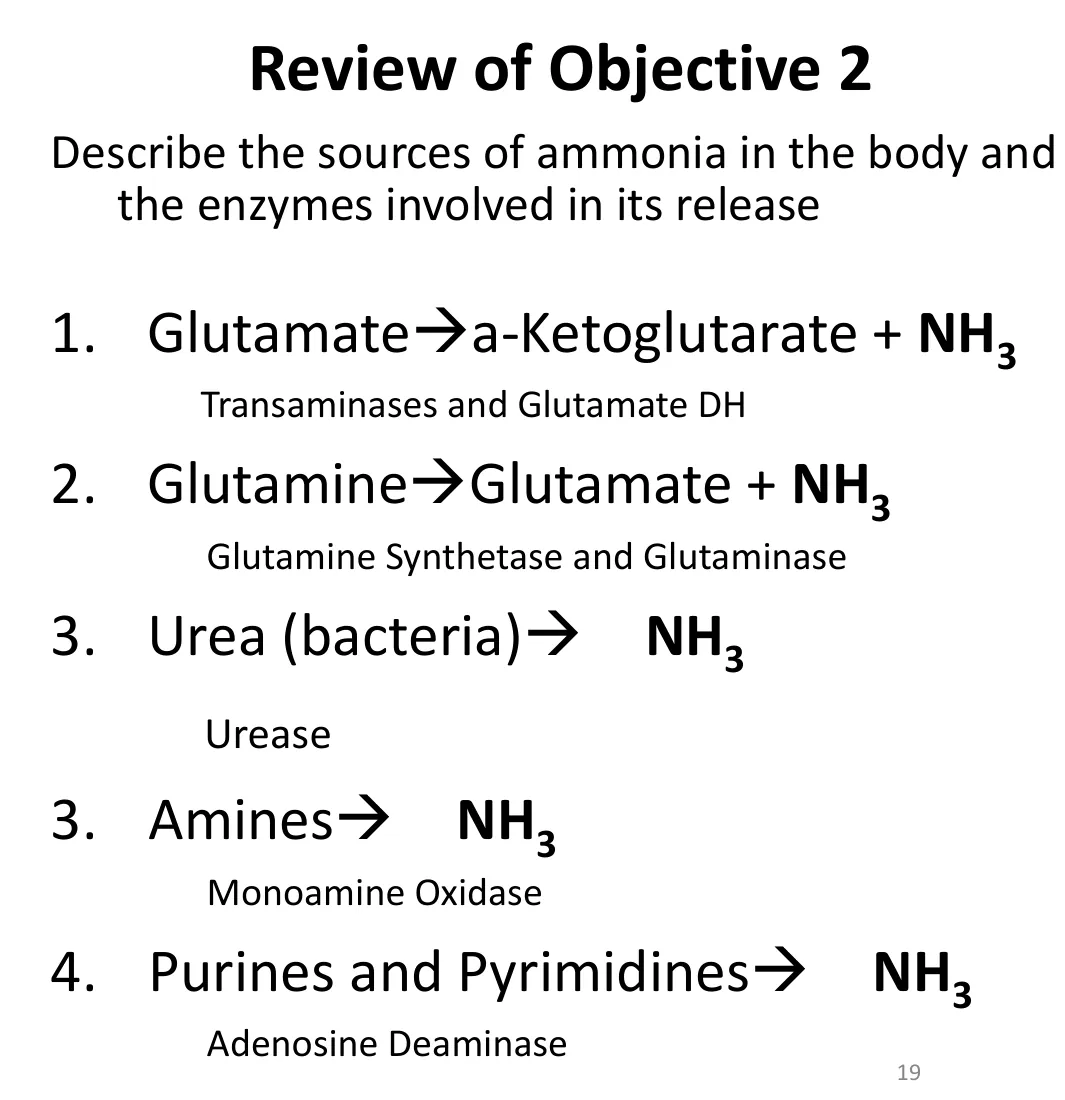 Review of Objective 2
Describe the sources of ammonia in the body and
the enzymes involved in its release
1. Glutamate→a-Ketoglutarate + NH₃
Transaminases and Glutamate DH
2. Glutamine→Glutamate + NH₃
Glutamine Synthetase and Glutaminase
3. Urea (bacteria)→ NH₃
Urease
3. Amines→ NH₃
Monoamine Oxidase
4. Purines and Pyrimidines→ NH₃
Adenosine Deaminase
19